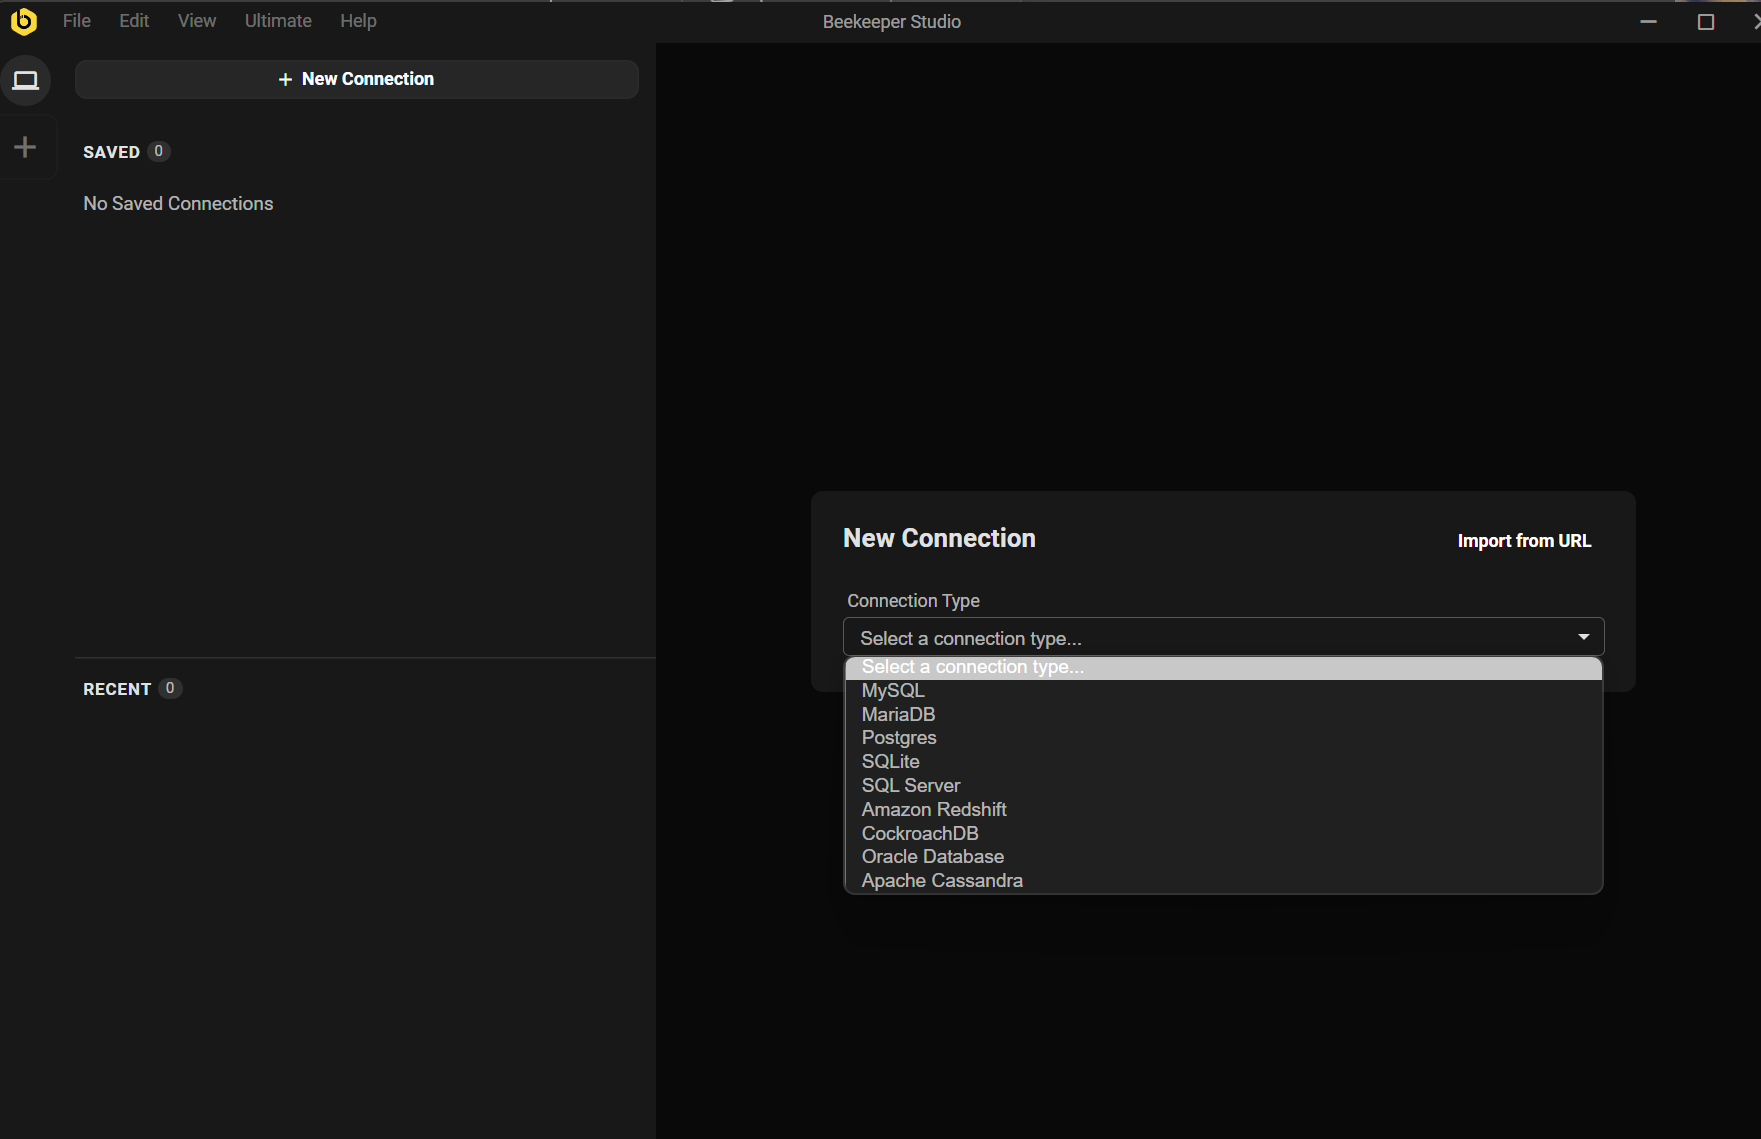 File Edit View Ultimate Help
Beekeeper Studio
+ New Connection
SAVED 0
No Saved Connections
RECENT 0
New Connection
Import from URL
Connection Type
Select a connection type...
Select a connection type...
MySQL
MariaDB
Postgres
SQLite
SQL Server
Amazon Redshift
CockroachDB
Oracle Database
Apache Cassandra